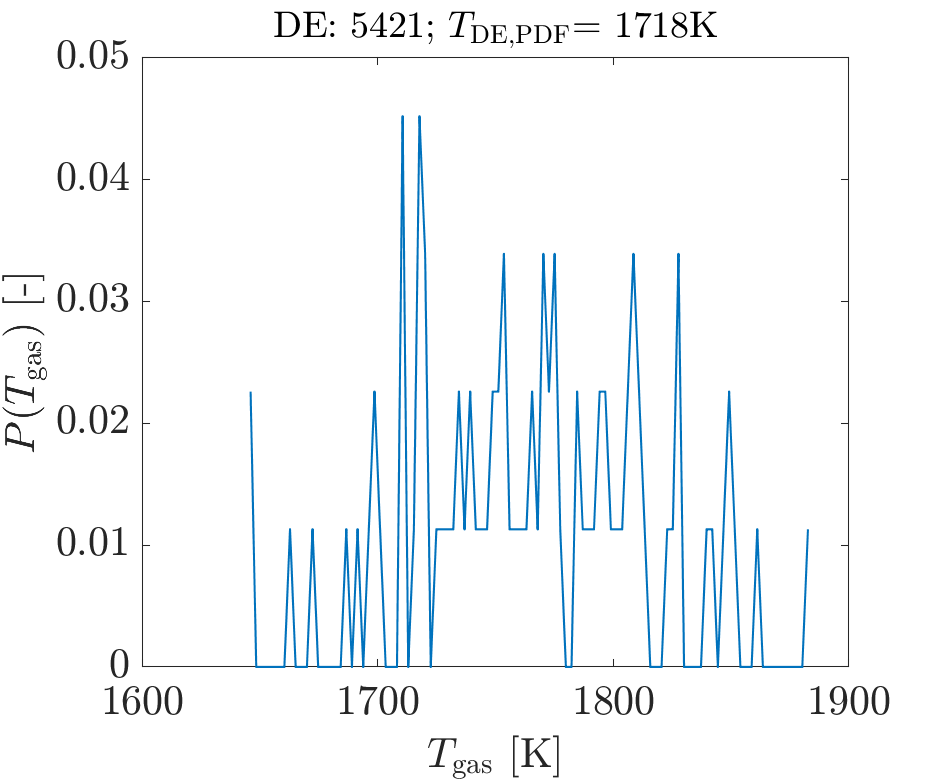 DE: 5421; T_DE,PDF= 1718K
0.05
0.04
0.03
0.02
0.01
0
P(T_gas) [-]
1600 1700 1800 1900
T_gas [K]